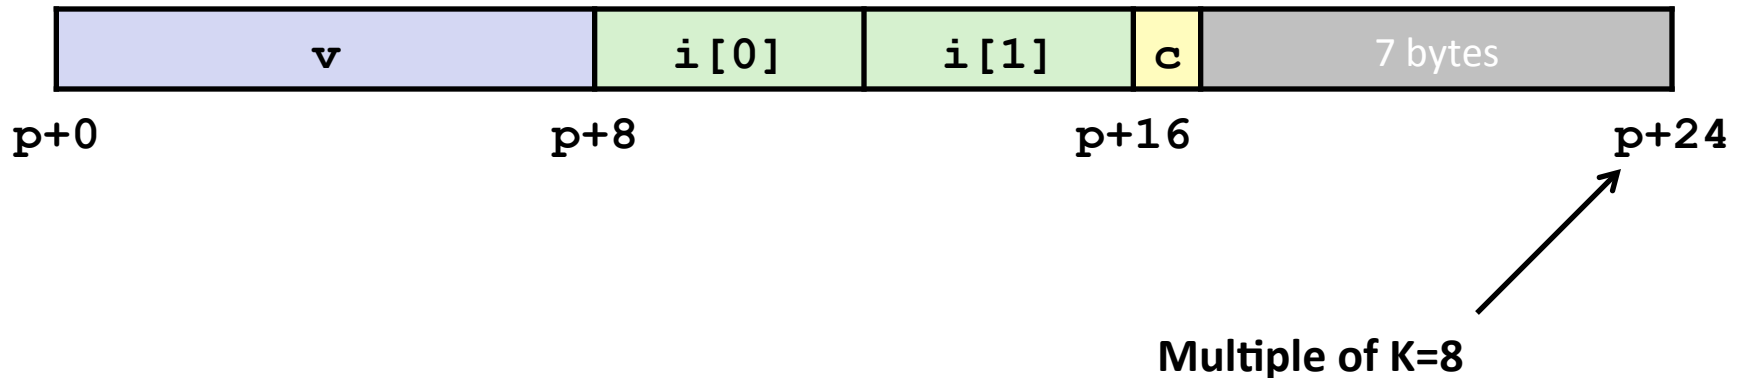 v i[0] i[1] c 7 bytes
p+0 p+8 p+16 p+24
Multiple of K=8